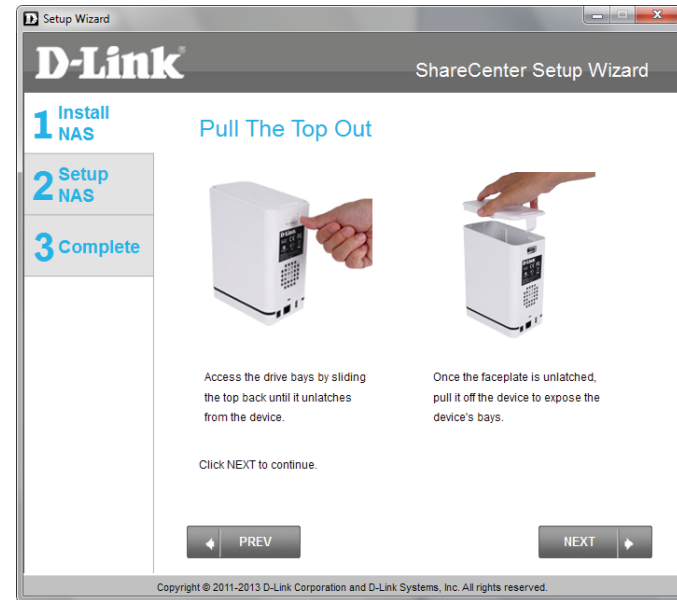 Setup Wizard
D-Link
ShareCenter Setup Wizard
1 Install
NAS
2 Setup
NAS
3 Complete
Pull The Top Out
D-Link
D-Link
Access the drive bays by sliding
the top back until it unlatches
from the device.
Once the faceplate is unlatched,
pull it off the device to expose the
device's bays.
Click NEXT to continue.
PREV
NEXT
Copyright © 2011-2013 D-Link Corporation and D-Link Systems, Inc. All rights reserved.